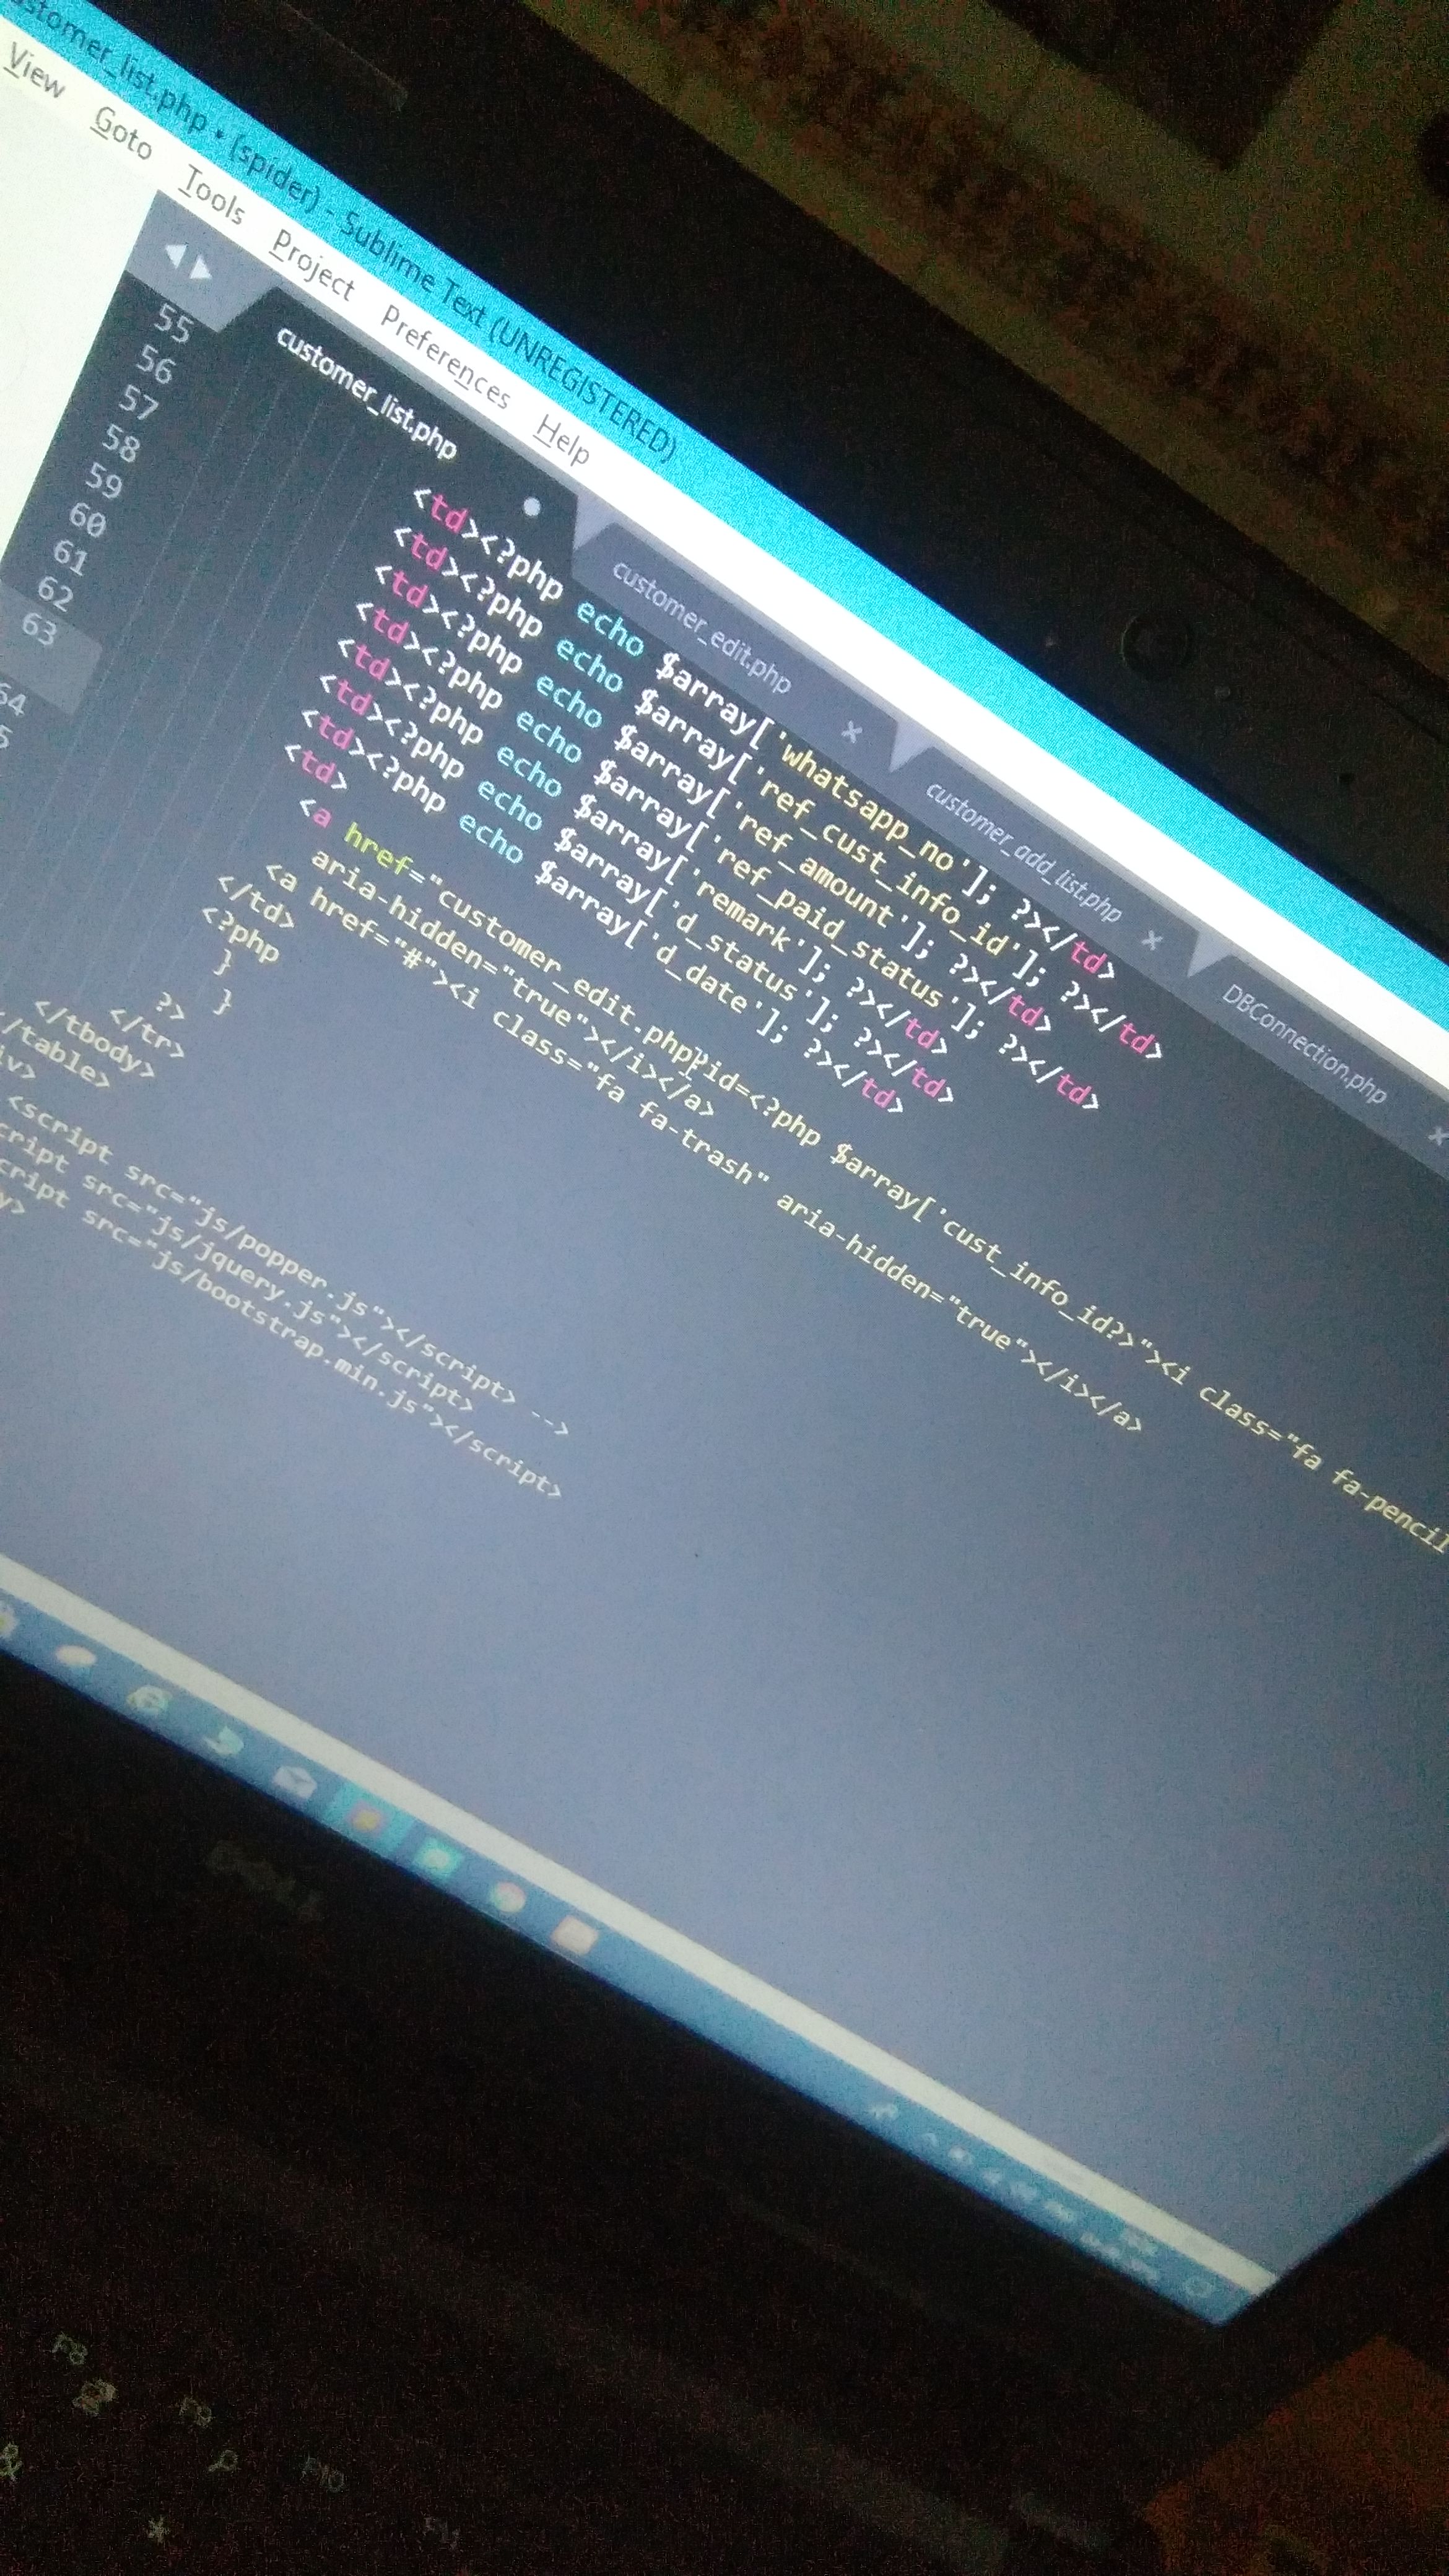 stomer_list.php • (spider) - Sublime Text (UNREGISTERED)
View Goto Tools Project Preferences Help
customer_list.php customer_edit.php customer_add_list.php DBConnection.php
55 <td><?php echo $array['whatsapp_no']; ?></td>
56 <td><?php echo $array['ref_cust_info_id']; ?></td>
57 <td><?php echo $array['ref_amount']; ?></td>
58 <td><?php echo $array['ref_paid_status']; ?></td>
59 <td><?php echo $array['remark']; ?></td>
60 <td><?php echo $array['d_status']; ?></td>
61 <td><?php echo $array['d_date']; ?></td>
62 <td>
63 <a href="customer_edit.php?id=<?php $array['cust_info_id?>"><i class="fa fa-pencil
aria-hidden="true"></i></a>
64 <a href="#"><i class="fa fa-trash" aria-hidden="true"></i></a>
5 </td>
<?php
}
}
?>
</tr>
</tbody>
/table>
iv>
<script src="js/popper.js"></script> -->
cript src="js/jquery.js"></script>
cript src="js/bootstrap.min.js"></script>
y>
DELL
F8
F9
F10
F11
&
*